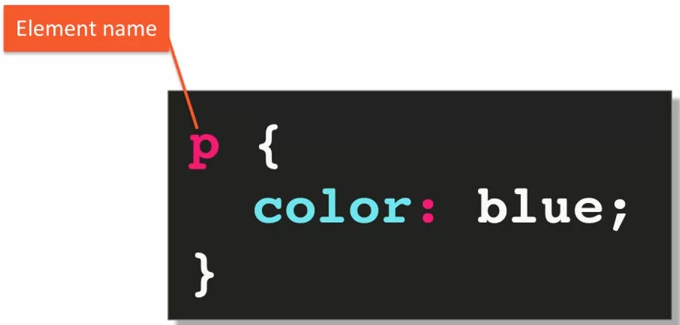 Element name
p {
color: blue;
}